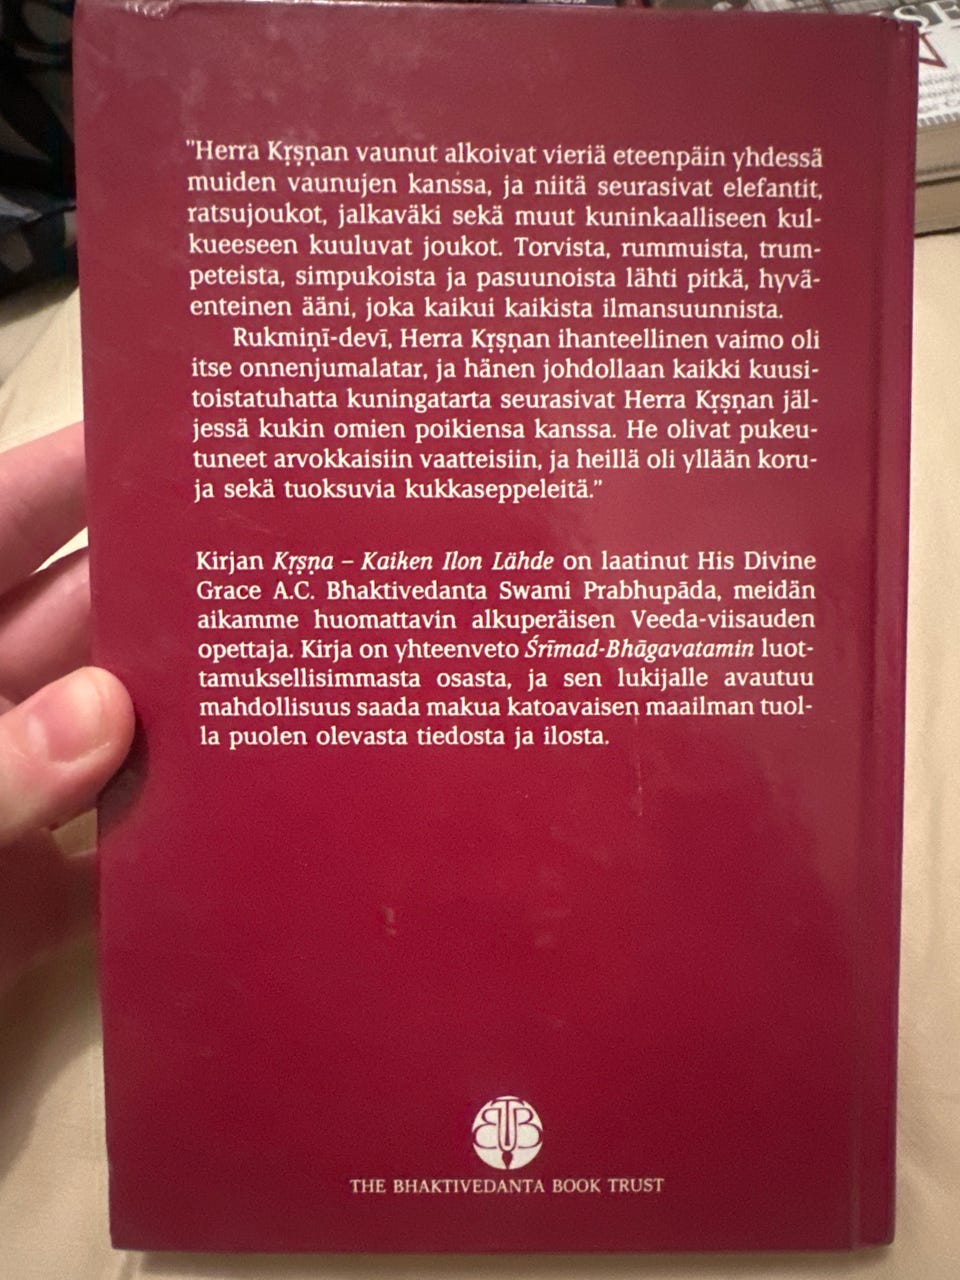 "Herra Kṛṣṇan vaunut alkoivat vieriä eteenpäin yhdessä
muiden vaunujen kanssa, ja niitä seurasivat elefantit,
ratsujoukot, jalkaväki sekä muut kuninkaalliseen kul-
kueeseen kuuluvat joukot. Torvista, rummuista, trum-
peteista, simpukoista ja pasuunoista lähti pitkä, hyvä-
enteinen ääni, joka kaikui kaikista ilmansuunnista.
Rukmiṇī-devī, Herra Kṛṣṇan ihanteellinen vaimo oli
itse onnenjumalatar, ja hänen johdollaan kaikki kuusi-
toistatuhatta kuningatarta seurasivat Herra Kṛṣṇan jäl-
jessä kukin omien poikiensa kanssa. He olivat pukeu-
tuneet arvokkaisiin vaatteisiin, ja heillä oli yllään koru-
ja sekä tuoksuvia kukkaseppeleitä."
Kirjan Kṛṣṇa – Kaiken Ilon Lähde on laatinut His Divine
Grace A.C. Bhaktivedanta Swami Prabhupāda, meidän
aikamme huomattavin alkuperäisen Veeda-viisauden
opettaja. Kirja on yhteenveto Śrīmad-Bhāgavatamin luot-
tamuksellisimmasta osasta, ja sen lukijalle avautuu
mahdollisuus saada makua katoavaisen maailman tuol-
la puolen olevasta tiedosta ja ilosta.
BTB
THE BHAKTIVEDANTA BOOK TRUST